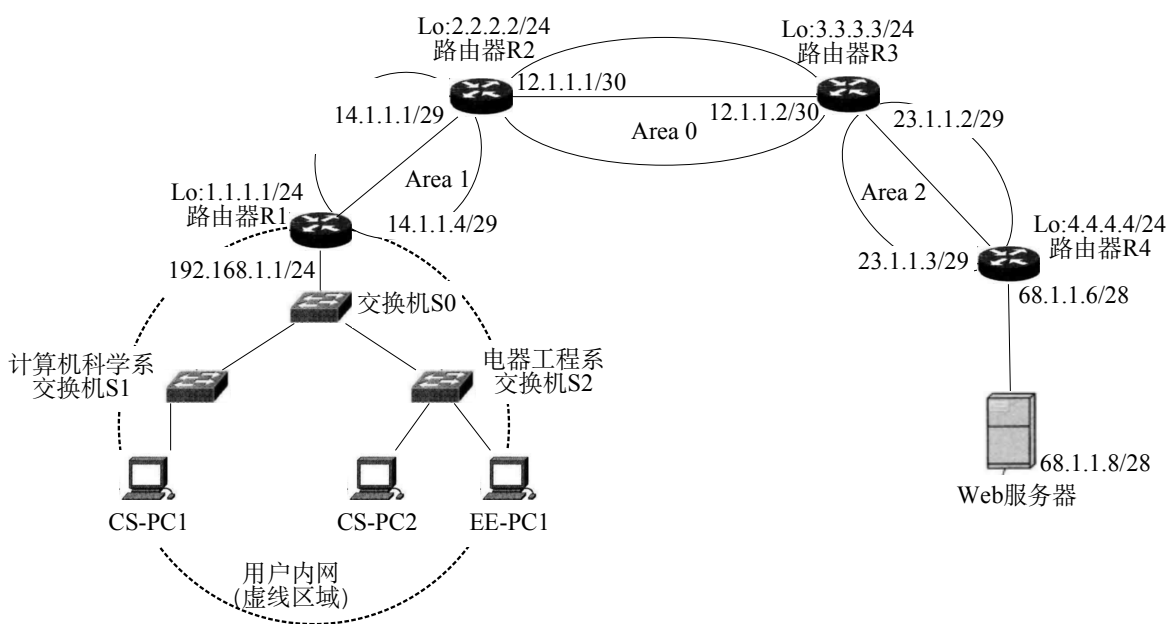 Lo:2.2.2.2/24
路由器R2
Lo:3.3.3.3/24
路由器R3
12.1.1.1/30
12.1.1.2/30
14.1.1.1/29
23.1.1.2/29
Area 0
Area 1
Area 2
Lo:1.1.1.1/24
路由器R1
14.1.1.4/29
Lo:4.4.4.4/24
路由器R4
23.1.1.3/29
192.168.1.1/24
68.1.1.6/28
交换机S0
计算机科学系
交换机S1
电器工程系
交换机S2
68.1.1.8/28
Web服务器
CS-PC1
CS-PC2
EE-PC1
用户内网
(虚线区域)